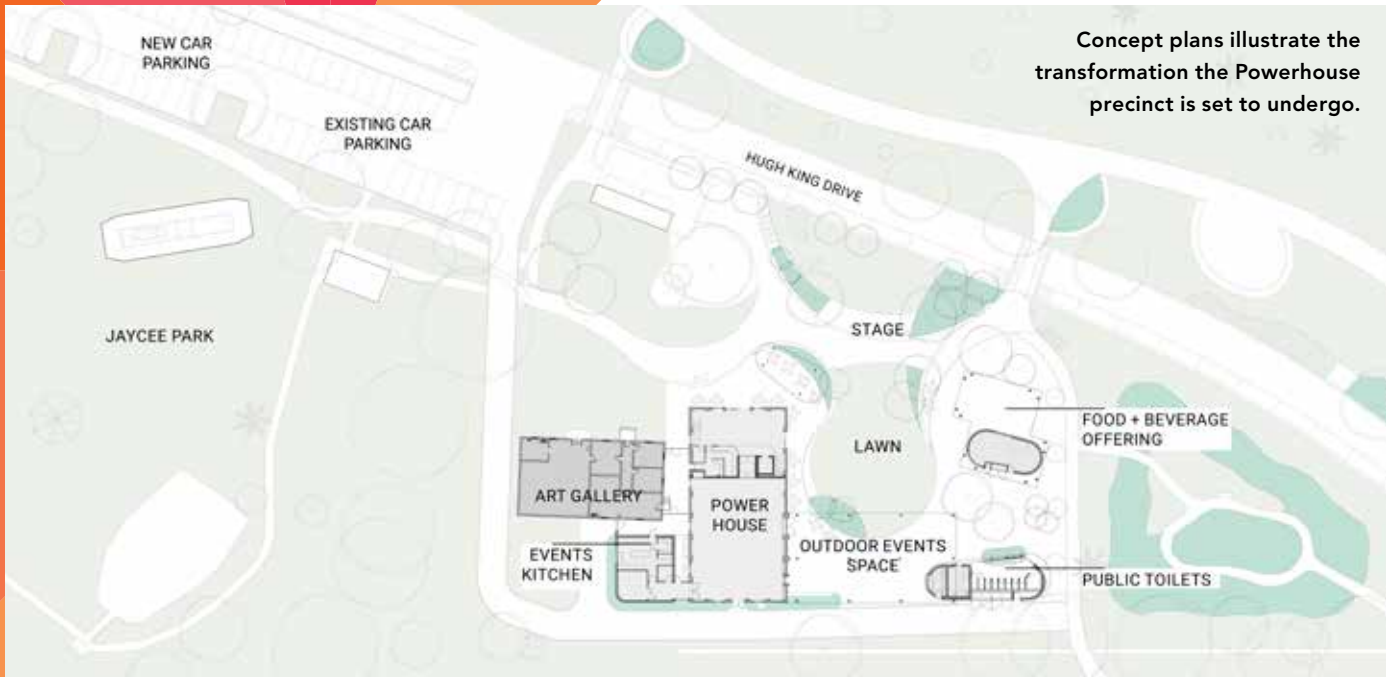 Concept plans illustrate the
transformation the Powerhouse
precinct is set to undergo.
NEW CAR
PARKING
EXISTING CAR
PARKING
HUGH KING DRIVE
JAYCEE PARK
STAGE
FOOD + BEVERAGE
OFFERING
LAWN
ART GALLERY
POWER
HOUSE
EVENTS
KITCHEN
OUTDOOR EVENTS
SPACE
PUBLIC TOILETS